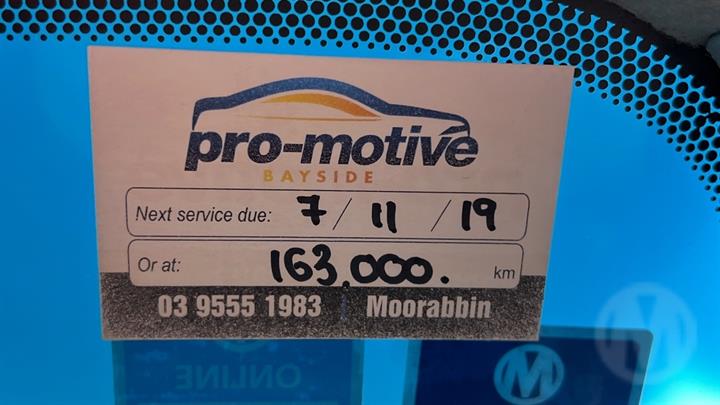 pro-motive
BAYSIDE
Next service due: 7 / 11 / 19
Or at: 163,000. km
03 9555 1983 | Moorabbin
ONLINE
M
M